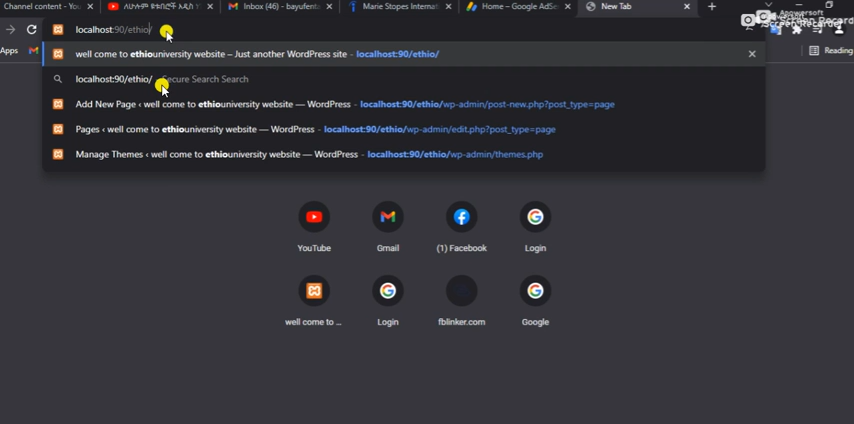 Channel content - You
ለሁሉም
Inbox (46) - bayufent
Marie Stopes Internat
Home – Google AdSe
New Tab
localhost:90/ethio/
Apps
Reading
Apowersoft
Screen Recorder
well come to ethiouniversity website – Just another WordPress site - localhost:90/ethio/
localhost:90/ethio/ - Secure Search Search
Add New Page ‹ well come to ethiouniversity website — WordPress - localhost:90/ethio/wp-admin/post-new.php?post_type=page
Pages ‹ well come to ethiouniversity website — WordPress - localhost:90/ethio/wp-admin/edit.php?post_type=page
Manage Themes ‹ well come to ethiouniversity website — WordPress - localhost:90/ethio/wp-admin/themes.php
YouTube
Gmail
(1) Facebook
Login
well come to ...
Login
fblinker.com
Google